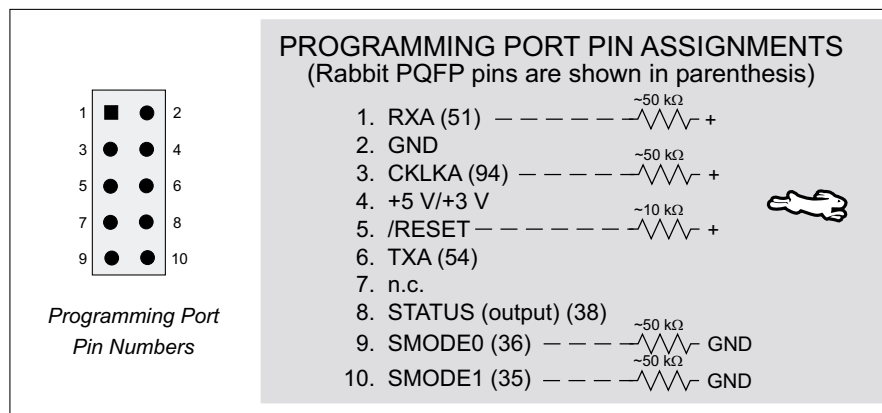 PROGRAMMING PORT PIN ASSIGNMENTS
(Rabbit PQFP pins are shown in parenthesis)
1 2
3 4
5 6
7 8
9 10
Programming Port
Pin Numbers
~50 kΩ
1. RXA (51) +
2. GND
~50 kΩ
3. CKLKA (94) +
4. +5 V/+3 V
~10 kΩ
5. /RESET +
6. TXA (54)
7. n.c.
8. STATUS (output) (38)
~50 kΩ
9. SMODE0 (36) GND
~50 kΩ
10. SMODE1 (35) GND